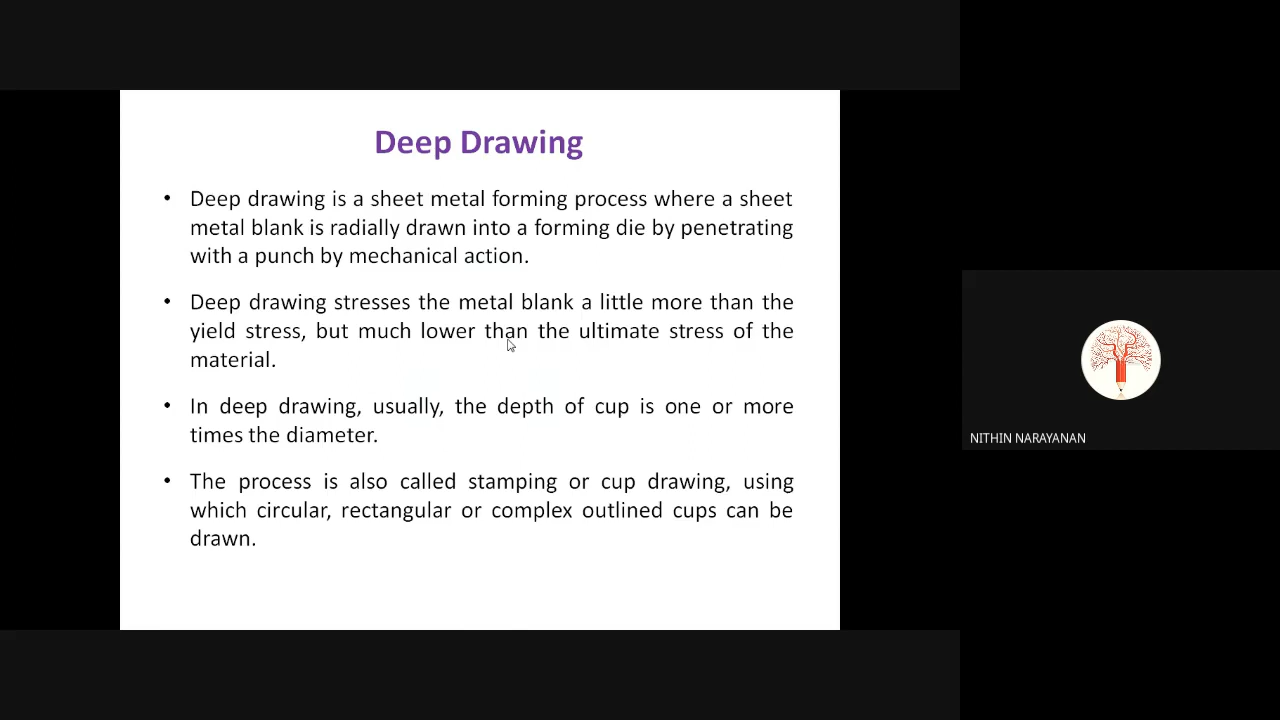 Deep Drawing
• Deep drawing is a sheet metal forming process where a sheet
metal blank is radially drawn into a forming die by penetrating
with a punch by mechanical action.
• Deep drawing stresses the metal blank a little more than the
yield stress, but much lower than the ultimate stress of the
material.
• In deep drawing, usually, the depth of cup is one or more
times the diameter.
• The process is also called stamping or cup drawing, using
which circular, rectangular or complex outlined cups can be
drawn.
NITHIN NARAYANAN